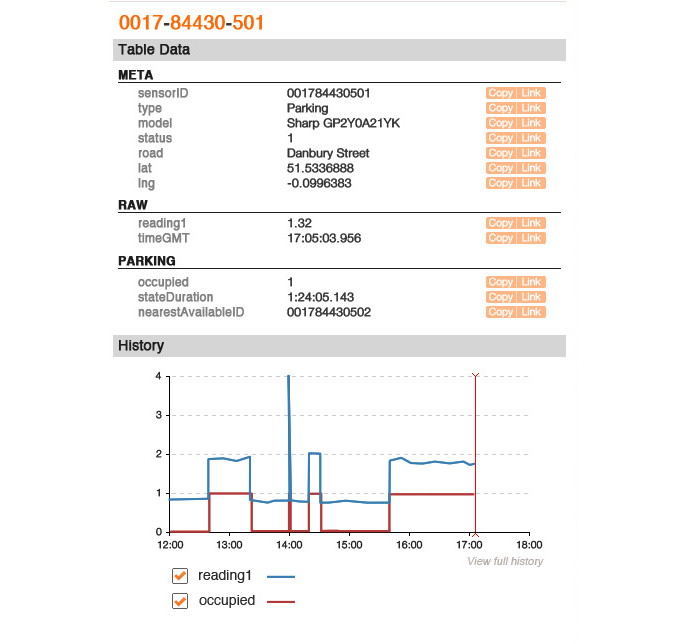 0017-84430-501
Table Data
META
sensorID 001784430501 Copy | Link
type Parking Copy | Link
model Sharp GP2Y0A21YK Copy | Link
status 1 Copy | Link
road Danbury Street Copy | Link
lat 51.5336888 Copy | Link
lng -0.0996383 Copy | Link
RAW
reading1 1.32 Copy | Link
timeGMT 17:05:03.956 Copy | Link
PARKING
occupied 1 Copy | Link
stateDuration 1:24:05.143 Copy | Link
nearestAvailableID 001784430502 Copy | Link
History
4
3
2
1
0
12:00 13:00 14:00 15:00 16:00 17:00 18:00
View full history
reading1
occupied